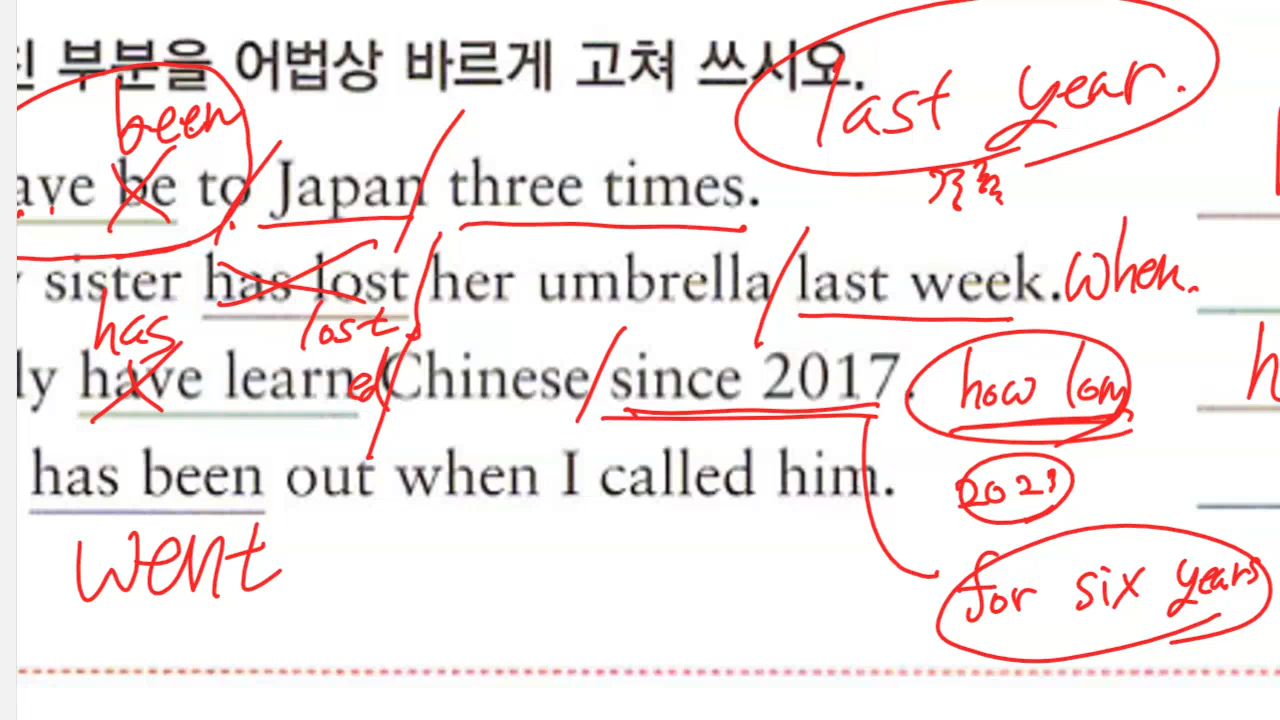 부분을 어법상 바르게 고쳐 쓰시오.
last year.
been
ave be to Japan three times.
sister has lost her umbrella last week. when.
has lost
ly have learned Chinese since 2017. how long
has been out when I called him.
went
for six years